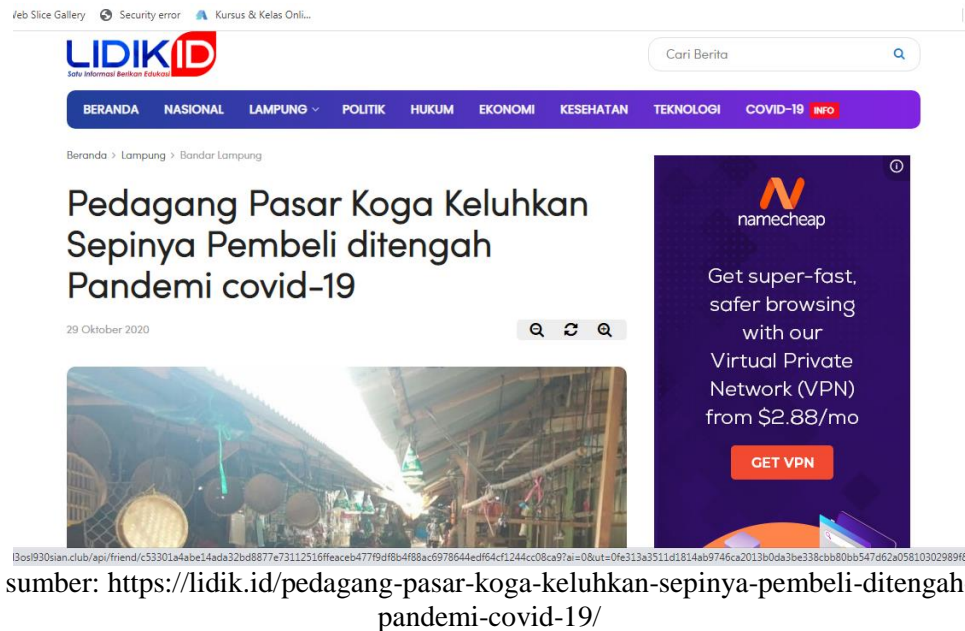 Web Slice Gallery Security error Kursus & Kelas Onli...
LIDIK ID
Satu Informasi Berikan Edukasi
Cari Berita
BERANDA NASIONAL LAMPUNG POLITIK HUKUM EKONOMI KESEHATAN TEKNOLOGI COVID-19 INFO
Beranda > Lampung > Bandar Lampung
Pedagang Pasar Koga Keluhkan
Sepinya Pembeli ditengah
Pandemi covid-19
29 Oktober 2020
namecheap
Get super-fast,
safer browsing
with our
Virtual Private
Network (VPN)
from $2.88/mo
GET VPN
sumber: https://lidik.id/pedagang-pasar-koga-keluhkan-sepinya-pembeli-ditengah
pandemi-covid-19/